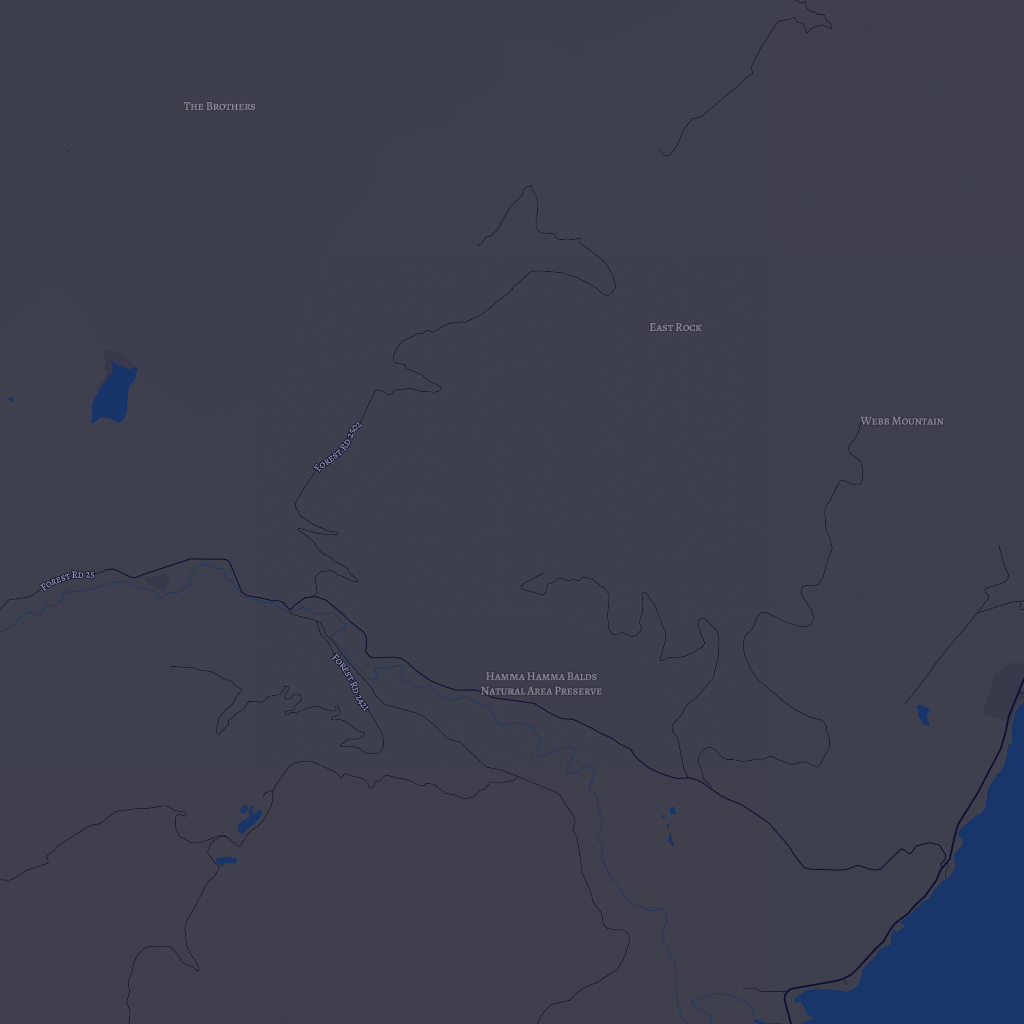 The Brothers
East Rock
Webb Mountain
Forest Rd 2502
Forest Rd 25
Forest Rd 2421
Hamma Hamma Balds
Natural Area Preserve